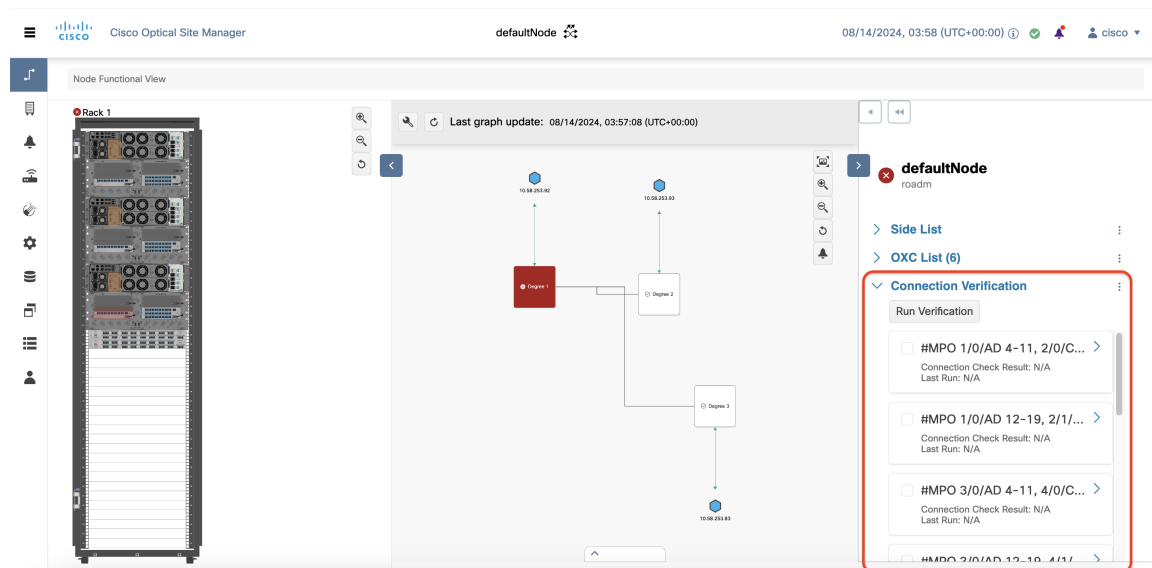 cisco
Cisco Optical Site Manager
defaultNode
08/14/2024, 03:58 (UTC+00:00)
cisco
Node Functional View
Rack 1
Last graph update: 08/14/2024, 03:57:08 (UTC+00:00)
10.58.253.92
10.58.253.93
Degree 1
Degree 2
Degree 3
10.58.253.83
defaultNode
roadm
Side List
OXC List (6)
Connection Verification
Run Verification
#MPO 1/0/AD 4-11, 2/0/C...
Connection Check Result: N/A
Last Run: N/A
#MPO 1/0/AD 12-19, 2/1/...
Connection Check Result: N/A
Last Run: N/A
#MPO 3/0/AD 4-11, 4/0/C...
Connection Check Result: N/A
Last Run: N/A
#MPO 3/0/AD 12-19, 4/1/